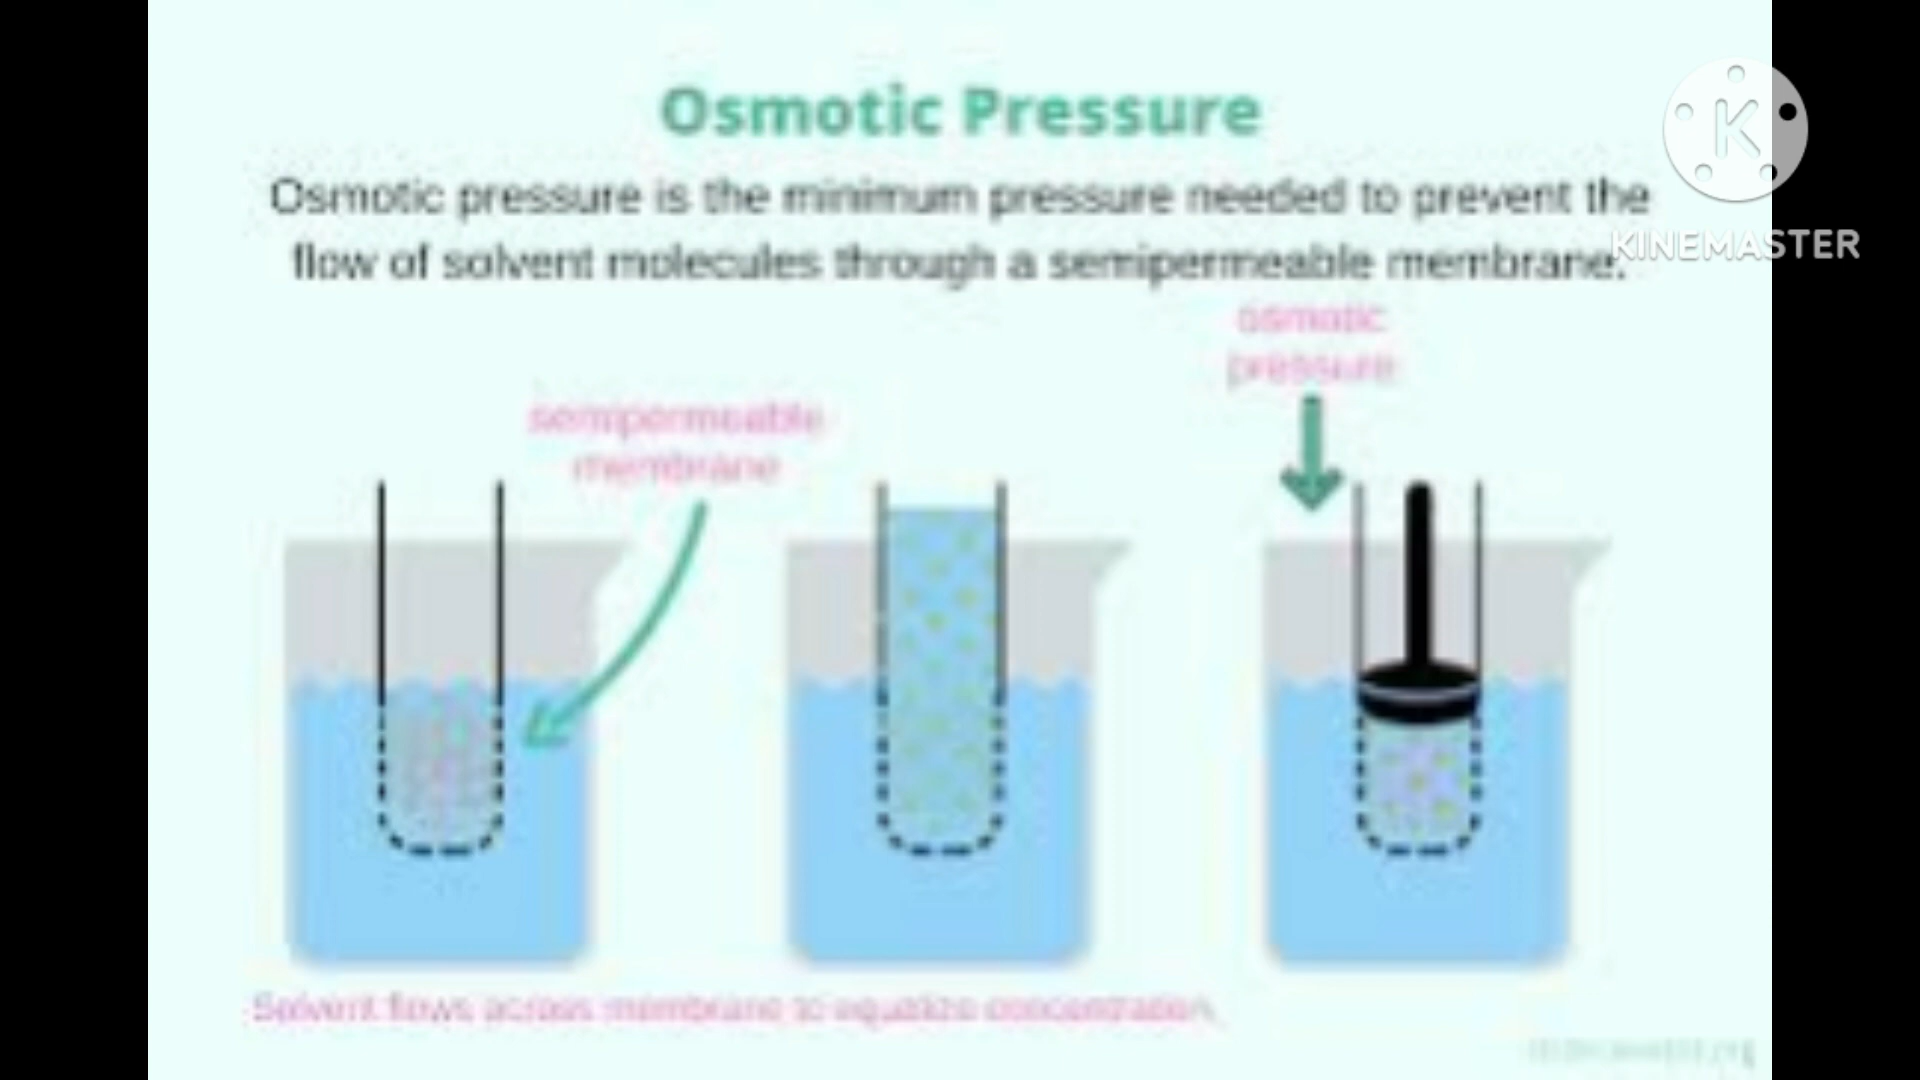 Osmotic Pressure
Osmotic pressure is the minimum pressure needed to prevent the
flow of solvent molecules through a semipermeable membrane.
K
KINEMASTER
osmotic
pressure
semipermeable
membrane
Solvent flows across membrane to equalize concentration.